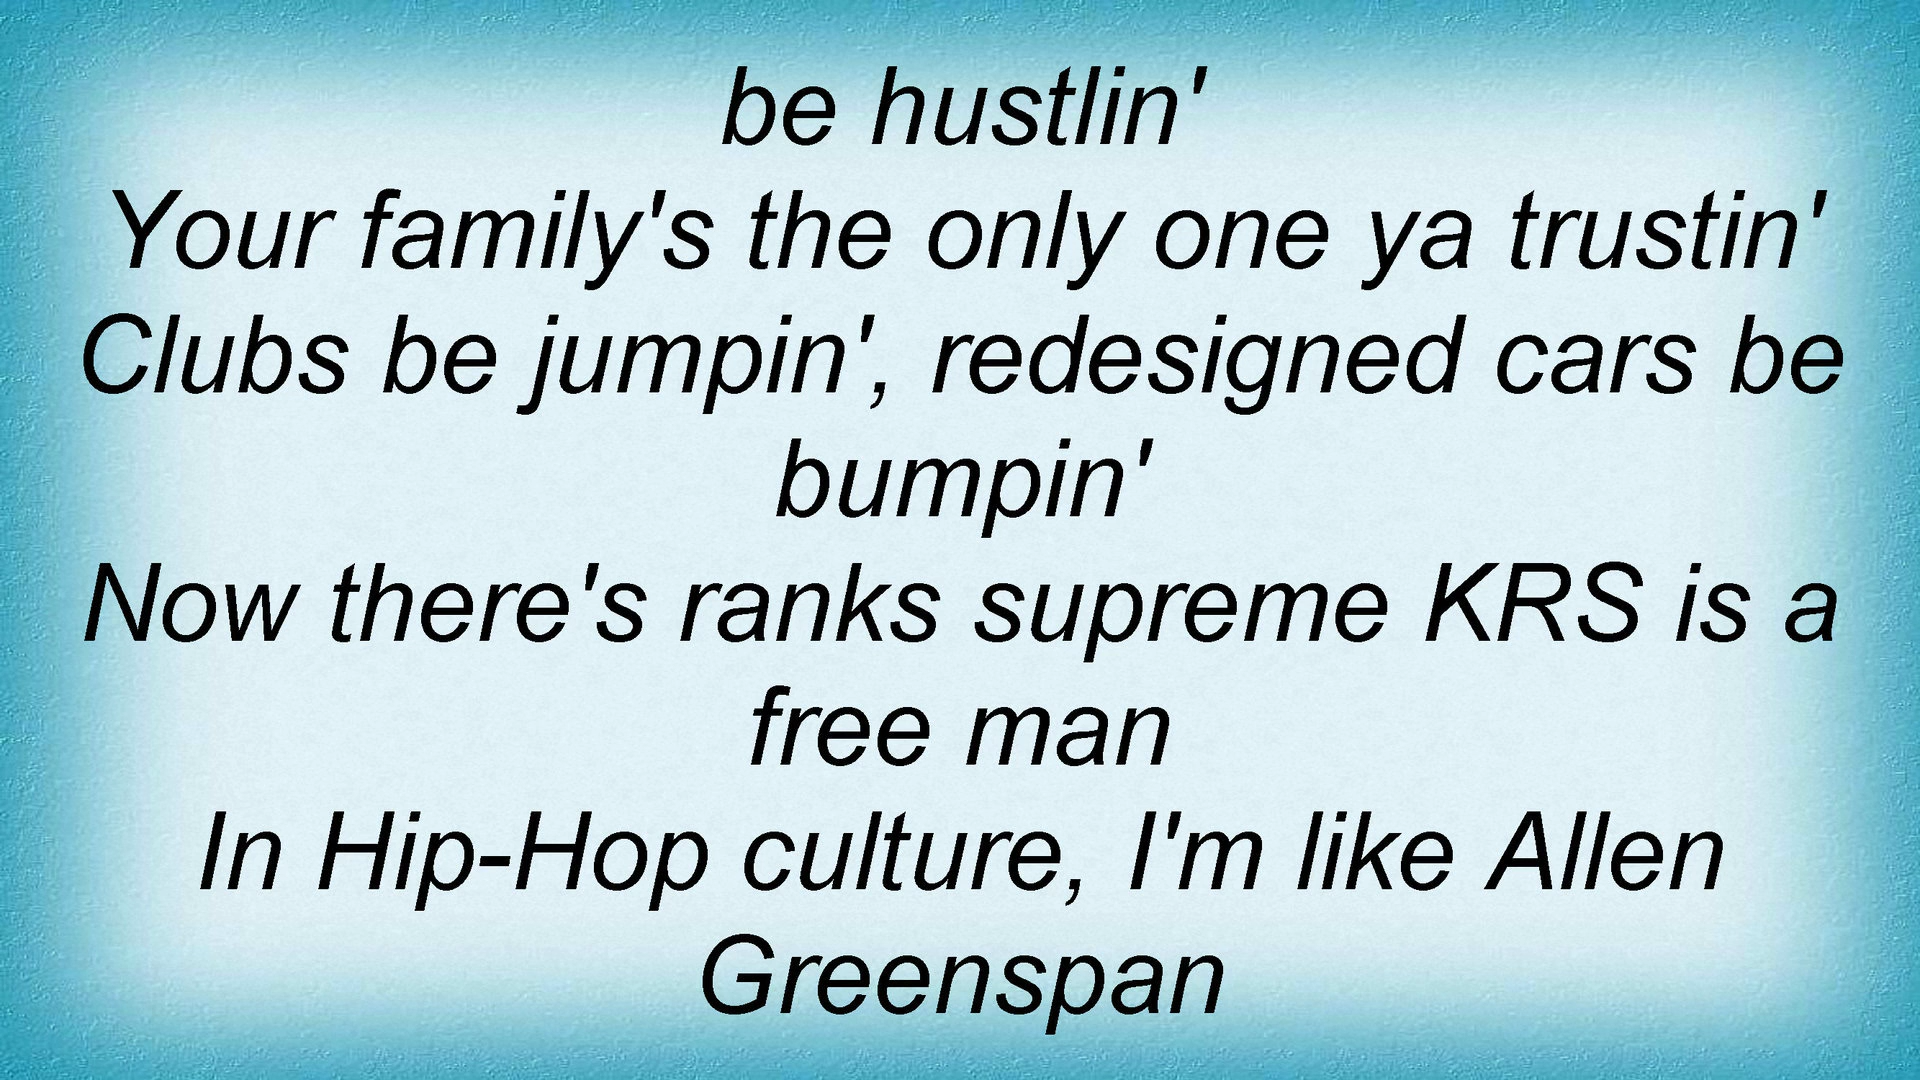 be hustlin'
Your family's the only one ya trustin'
Clubs be jumpin', redesigned cars be
bumpin'
Now there's ranks supreme KRS is a
free man
In Hip-Hop culture, I'm like Allen
Greenspan